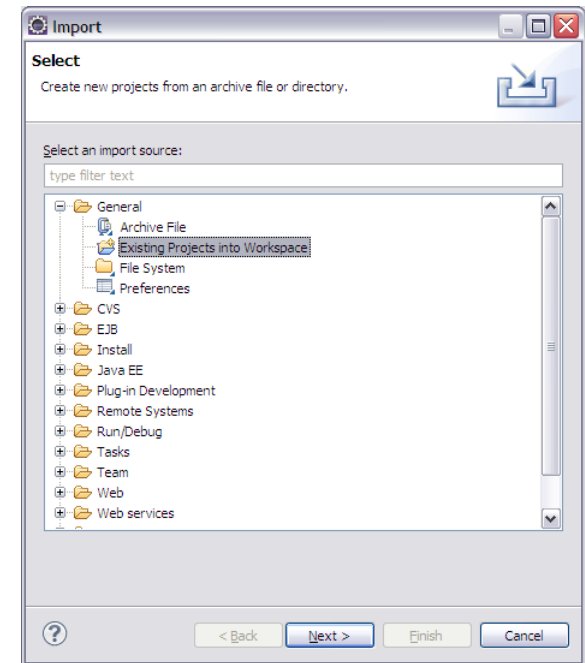 Import
Select
Create new projects from an archive file or directory.
Select an import source:
type filter text
General
Archive File
Existing Projects into Workspace
File System
Preferences
CVS
EJB
Install
Java EE
Plug-in Development
Remote Systems
Run/Debug
Tasks
Team
Web
Web services
? < Back Next > Finish Cancel